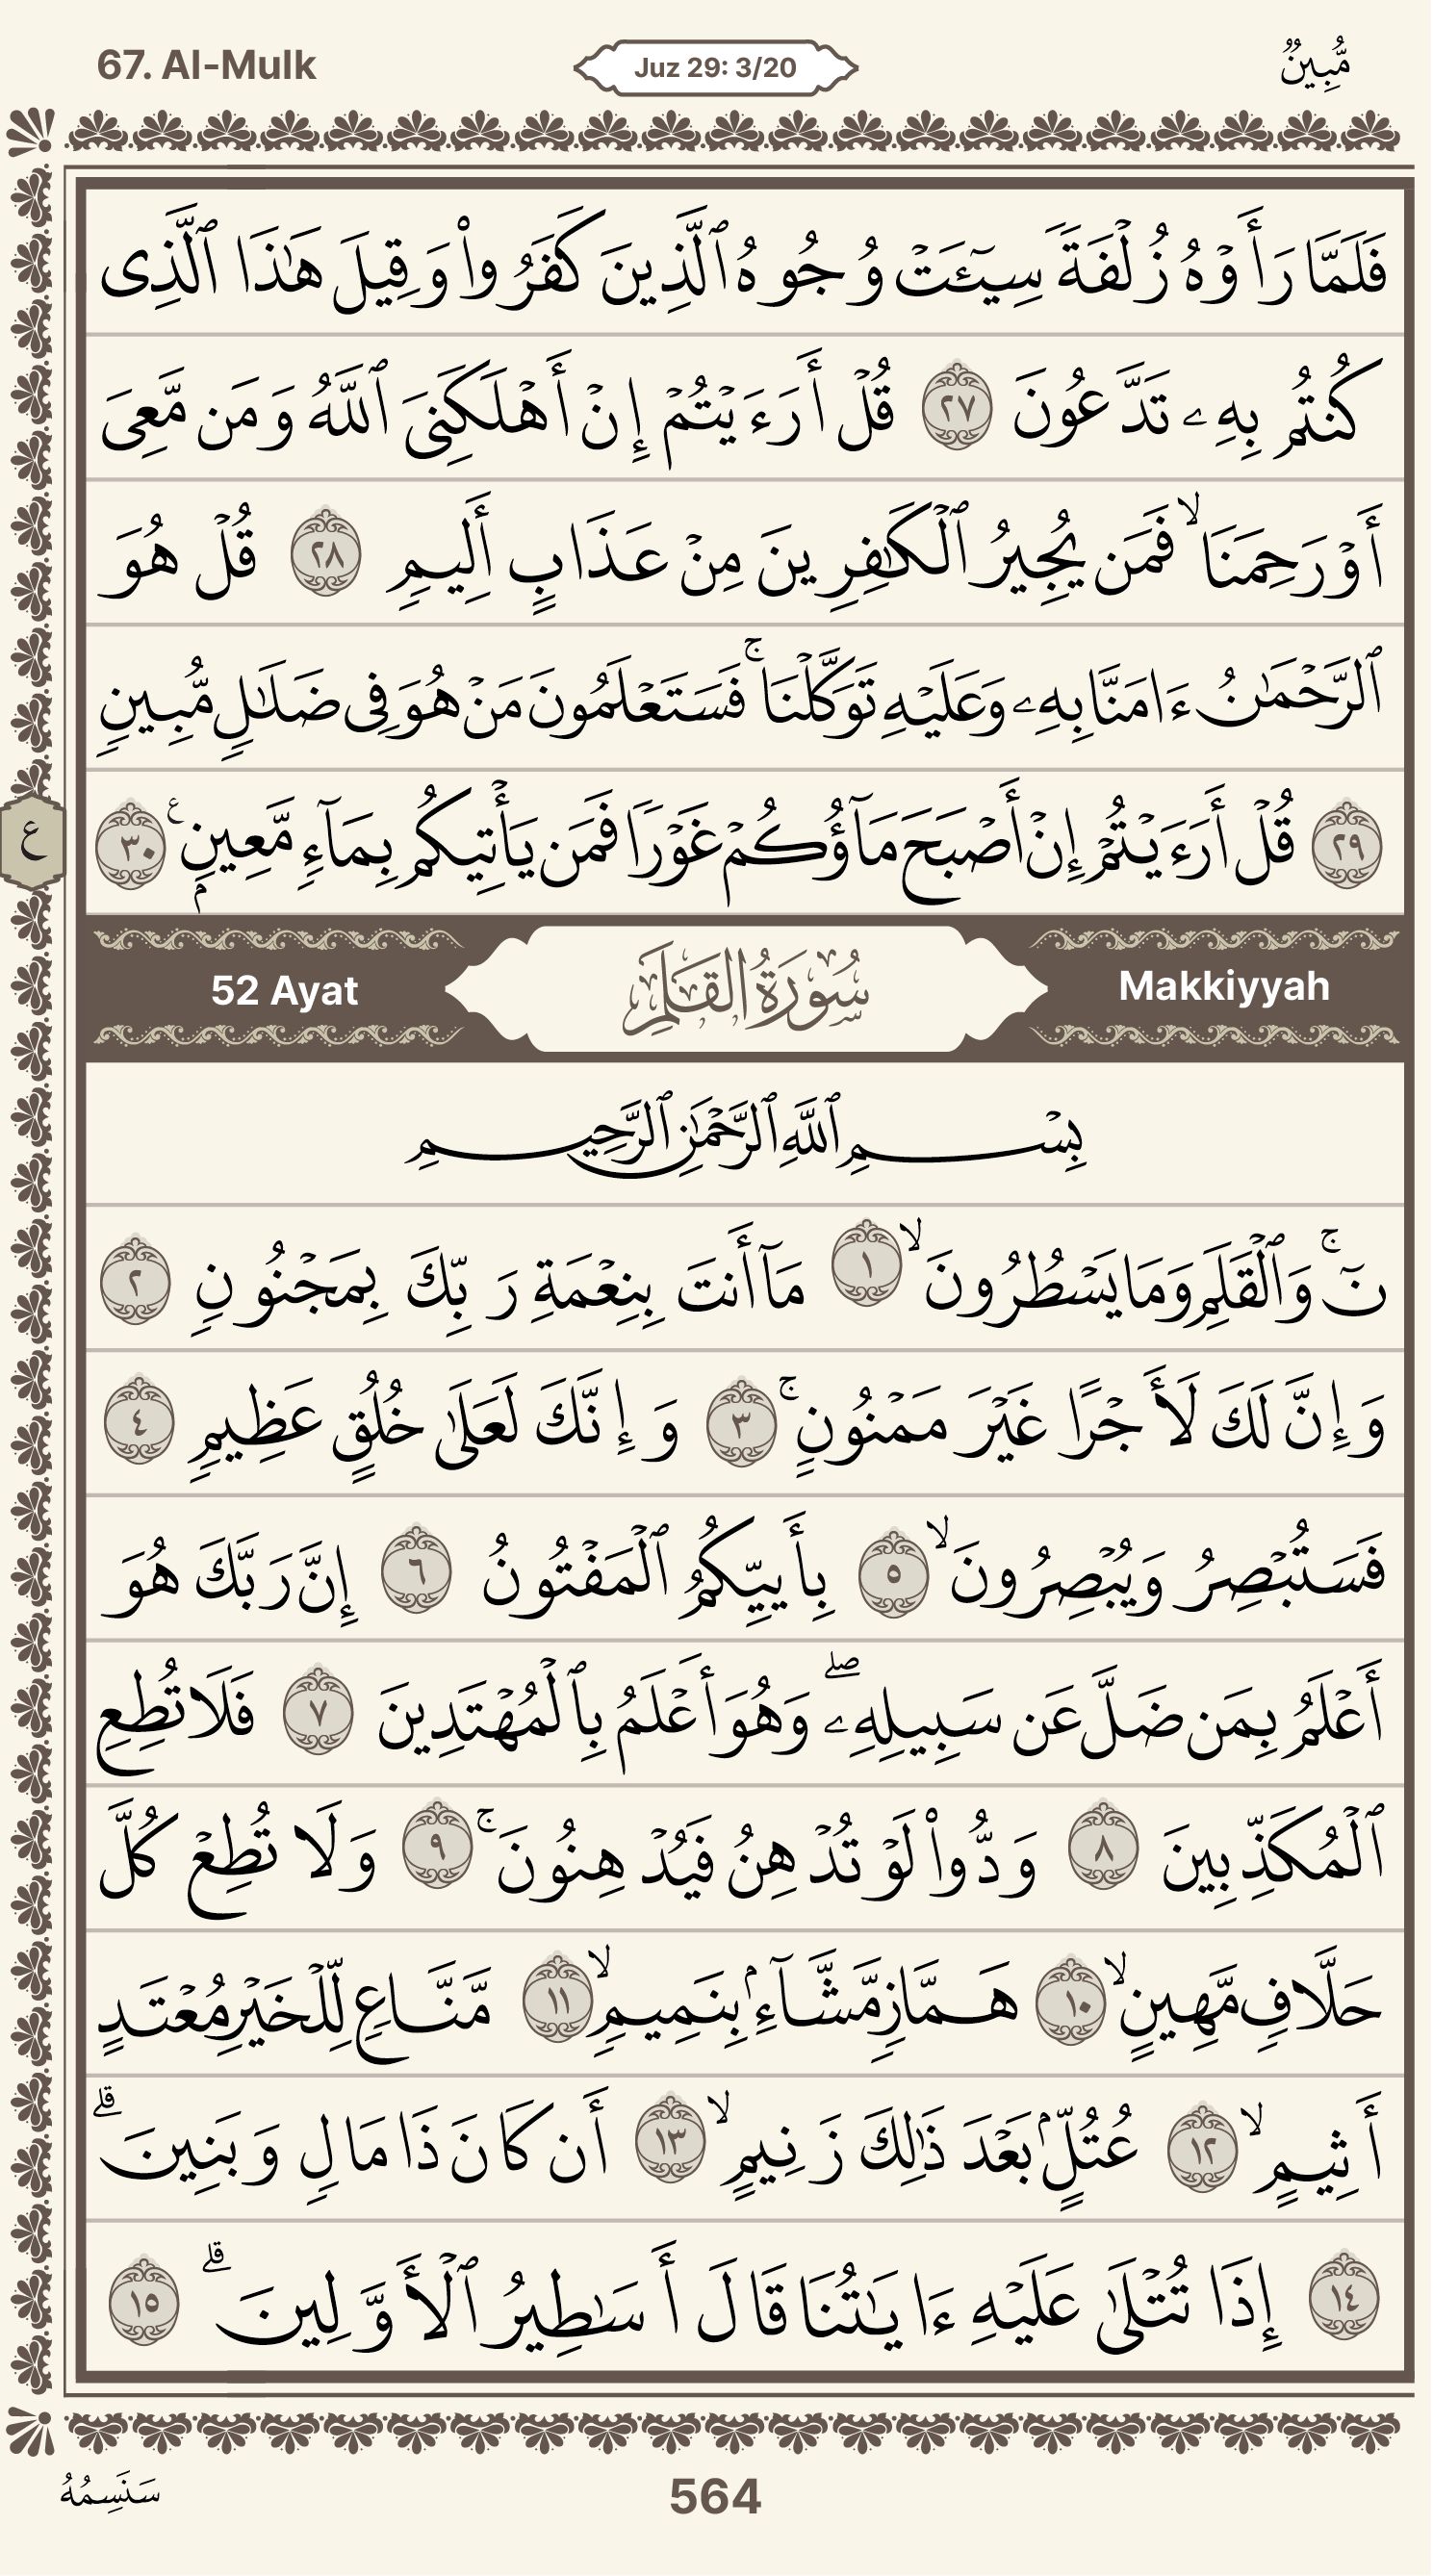 67. Al-Mulk
Juz 29: 3/20
مُّبِينٌ
فَلَمَّا رَأَوْهُ زُلْفَةً سِيٓـَٔتْ وُجُوهُ ٱلَّذِينَ كَفَرُوا۟ وَقِيلَ هَـٰذَا ٱلَّذِى
كُنتُم بِهِۦ تَدَّعُونَ ٢٧ قُلْ أَرَءَيْتُمْ إِنْ أَهْلَكَنِىَ ٱللَّهُ وَمَن مَّعِىَ
أَوْ رَحِمَنَا ۙ فَمَن يُجِيرُ ٱلْكَـٰفِرِينَ مِنْ عَذَابٍ أَلِيمٍ ٢٨ قُلْ هُوَ
ٱلرَّحْمَـٰنُ ءَامَنَّا بِهِۦ وَعَلَيْهِ تَوَكَّلْنَا ۚ فَسَتَعْلَمُونَ مَنْ هُوَ فِى ضَلَـٰلٍ مُّبِينٍ
٢٩ قُلْ أَرَءَيْتُمْ إِنْ أَصْبَحَ مَآؤُكُمْ غَوْرًا فَمَن يَأْتِيكُم بِمَآءٍ مَّعِينٍۭ ٣٠
ع
52 Ayat
سُورَةُ القَلَمِ
Makkiyyah
بِسْمِ ٱللَّهِ ٱلرَّحْمَـٰنِ ٱلرَّحِيمِ
نٓ ۚ وَٱلْقَلَمِ وَمَا يَسْطُرُونَ ۙ ١ مَآ أَنتَ بِنِعْمَةِ رَبِّكَ بِمَجْنُونٍ ٢
وَإِنَّ لَكَ لَأَجْرًا غَيْرَ مَمْنُونٍ ۚ ٣ وَإِنَّكَ لَعَلَىٰ خُلُقٍ عَظِيمٍ ٤
فَسَتُبْصِرُ وَيُبْصِرُونَ ۙ ٥ بِأَييِّكُمُ ٱلْمَفْتُونُ ٦ إِنَّ رَبَّكَ هُوَ
أَعْلَمُ بِمَن ضَلَّ عَن سَبِيلِهِۦ ۖ وَهُوَ أَعْلَمُ بِٱلْمُهْتَدِينَ ٧ فَلَا تُطِعِ
ٱلْمُكَذِّبِينَ ٨ وَدُّوا۟ لَوْ تُدْهِنُ فَيُدْهِنُونَ ۚ ٩ وَلَا تُطِعْ كُلَّ
حَلَّافٍ مَّهِينٍ ۙ ١٠ هَمَّازٍ مَّشَّآءٍۭ بِنَمِيمٍ ۙ ١١ مَّنَّاعٍ لِّلْخَيْرِ مُعْتَدٍ
أَثِيمٍ ۙ ١٢ عُتُلٍّۭ بَعْدَ ذَٰلِكَ زَنِيمٍ ۙ ١٣ أَن كَانَ ذَا مَالٍ وَبَنِينَ ۗ
١٤ إِذَا تُتْلَىٰ عَلَيْهِ ءَايَـٰتُنَا قَالَ أَسَـٰطِيرُ ٱلْأَوَّلِينَ ۗ ١٥
سَنَسِمُهُ
564